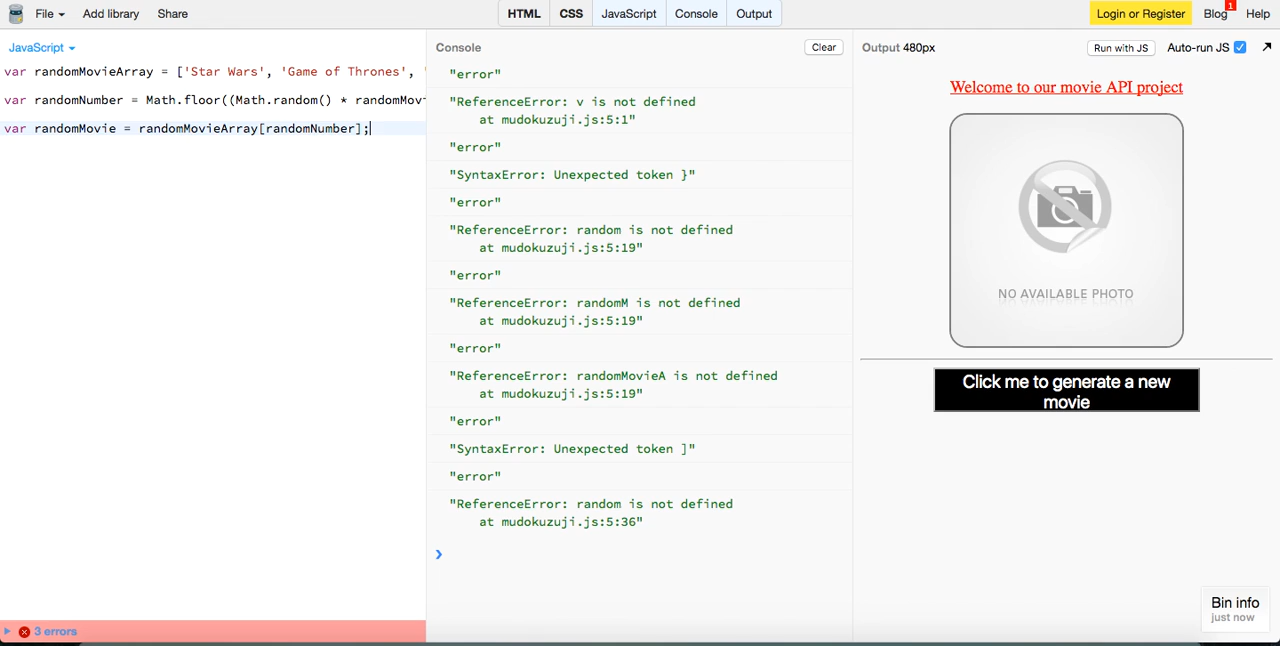 File Add library Share HTML CSS JavaScript Console Output Login or Register Blog 1 Help
JavaScript
var randomMovieArray = ['Star Wars', 'Game of Thrones', '
var randomNumber = Math.floor((Math.random() * randomMov
var randomMovie = randomMovieArray[randomNumber];
3 errors
Console Clear
"error"
"ReferenceError: v is not defined
at mudokuzuji.js:5:1"
"error"
"SyntaxError: Unexpected token }"
"error"
"ReferenceError: random is not defined
at mudokuzuji.js:5:19"
"error"
"ReferenceError: randomM is not defined
at mudokuzuji.js:5:19"
"error"
"ReferenceError: randomMovieA is not defined
at mudokuzuji.js:5:19"
"error"
"SyntaxError: Unexpected token ]"
"error"
"ReferenceError: random is not defined
at mudokuzuji.js:5:36"
Output 480px Run with JS Auto-run JS
Welcome to our movie API project
NO AVAILABLE PHOTO
Click me to generate a new
movie
Bin info
just now